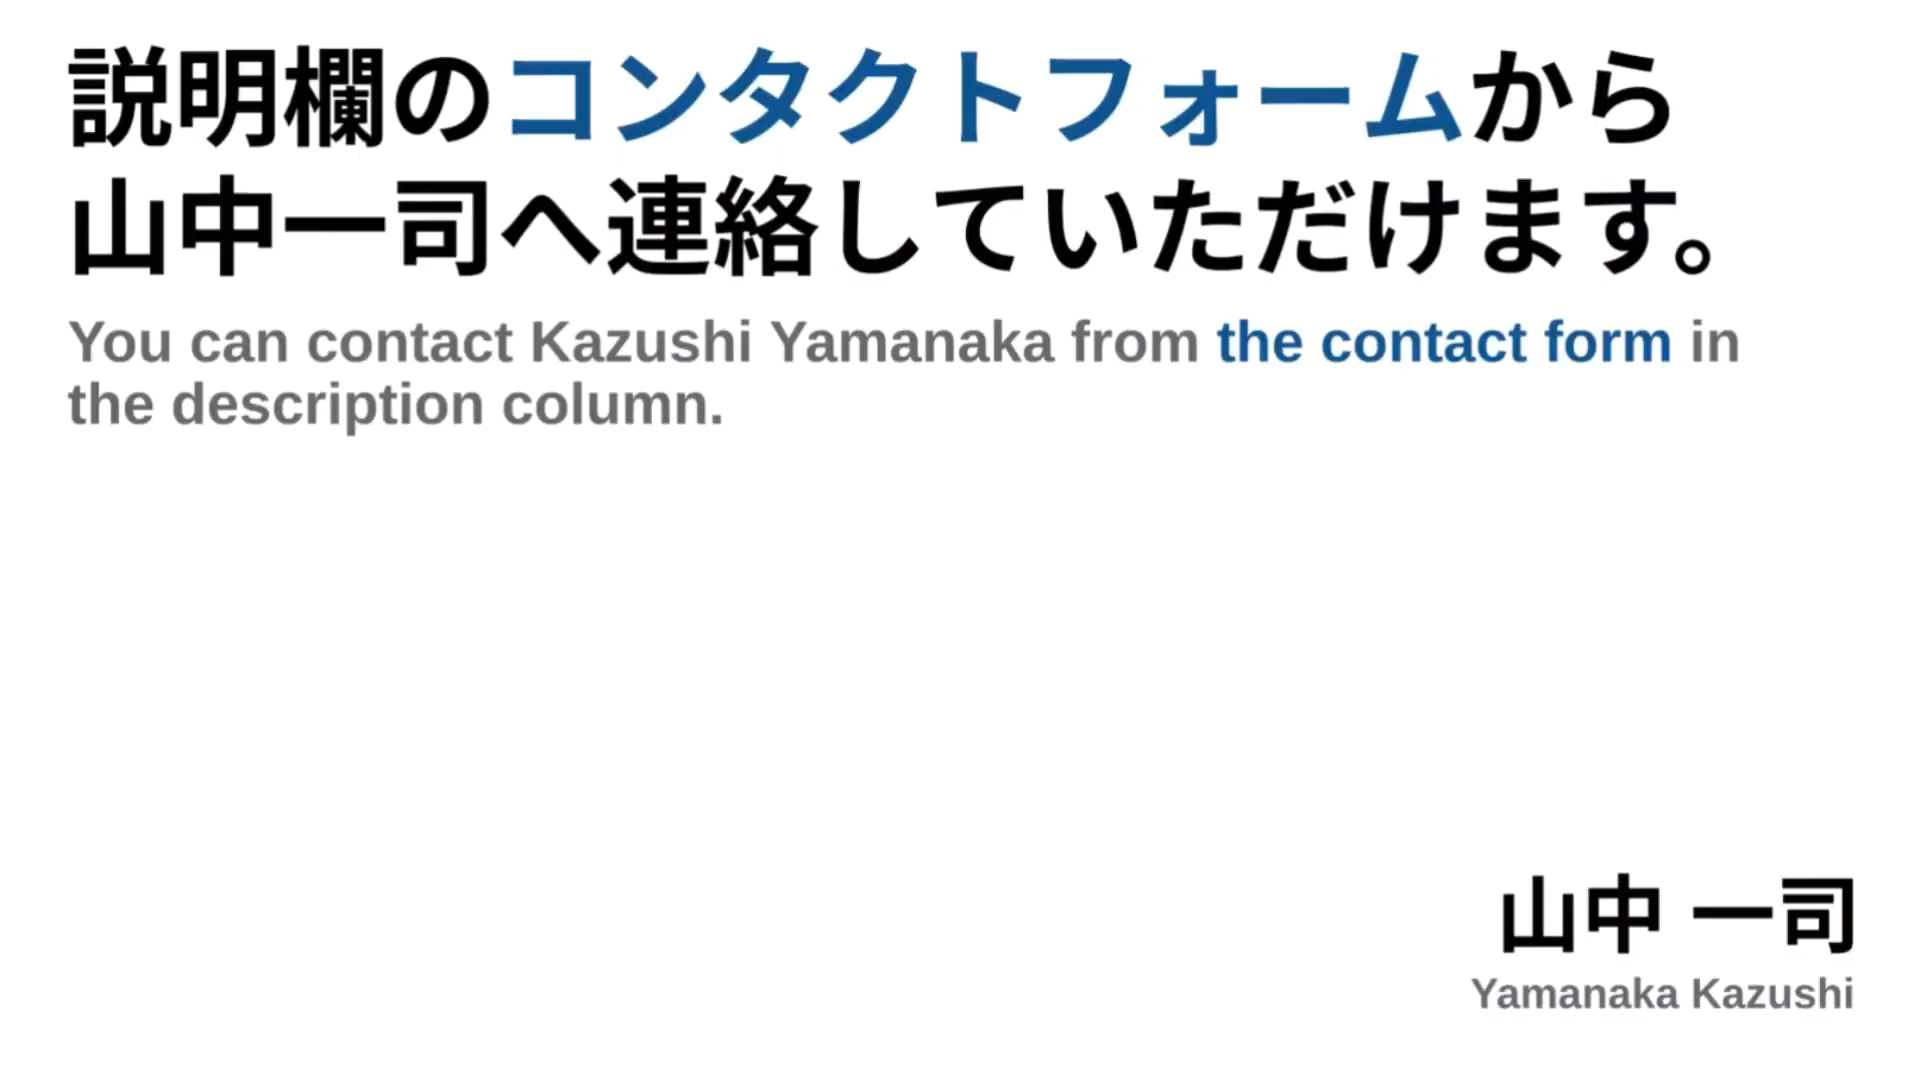 説明欄のコンタクトフォームから
山中一司へ連絡していただけます。
You can contact Kazushi Yamanaka from the contact form in
the description column.
山中 一司
Yamanaka Kazushi